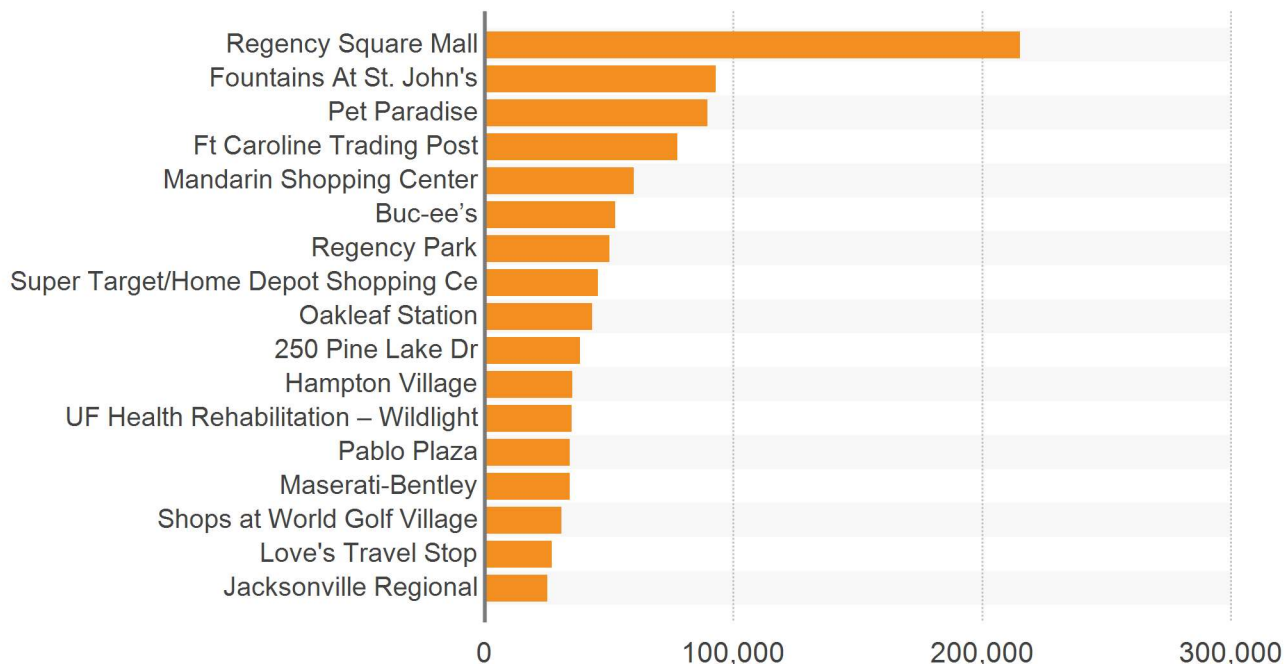 Regency Square Mall
Fountains At St. John's
Pet Paradise
Ft Caroline Trading Post
Mandarin Shopping Center
Buc-ee’s
Regency Park
Super Target/Home Depot Shopping Ce
Oakleaf Station
250 Pine Lake Dr
Hampton Village
UF Health Rehabilitation – Wildlight
Pablo Plaza
Maserati-Bentley
Shops at World Golf Village
Love's Travel Stop
Jacksonville Regional
0 100,000 200,000 300,000